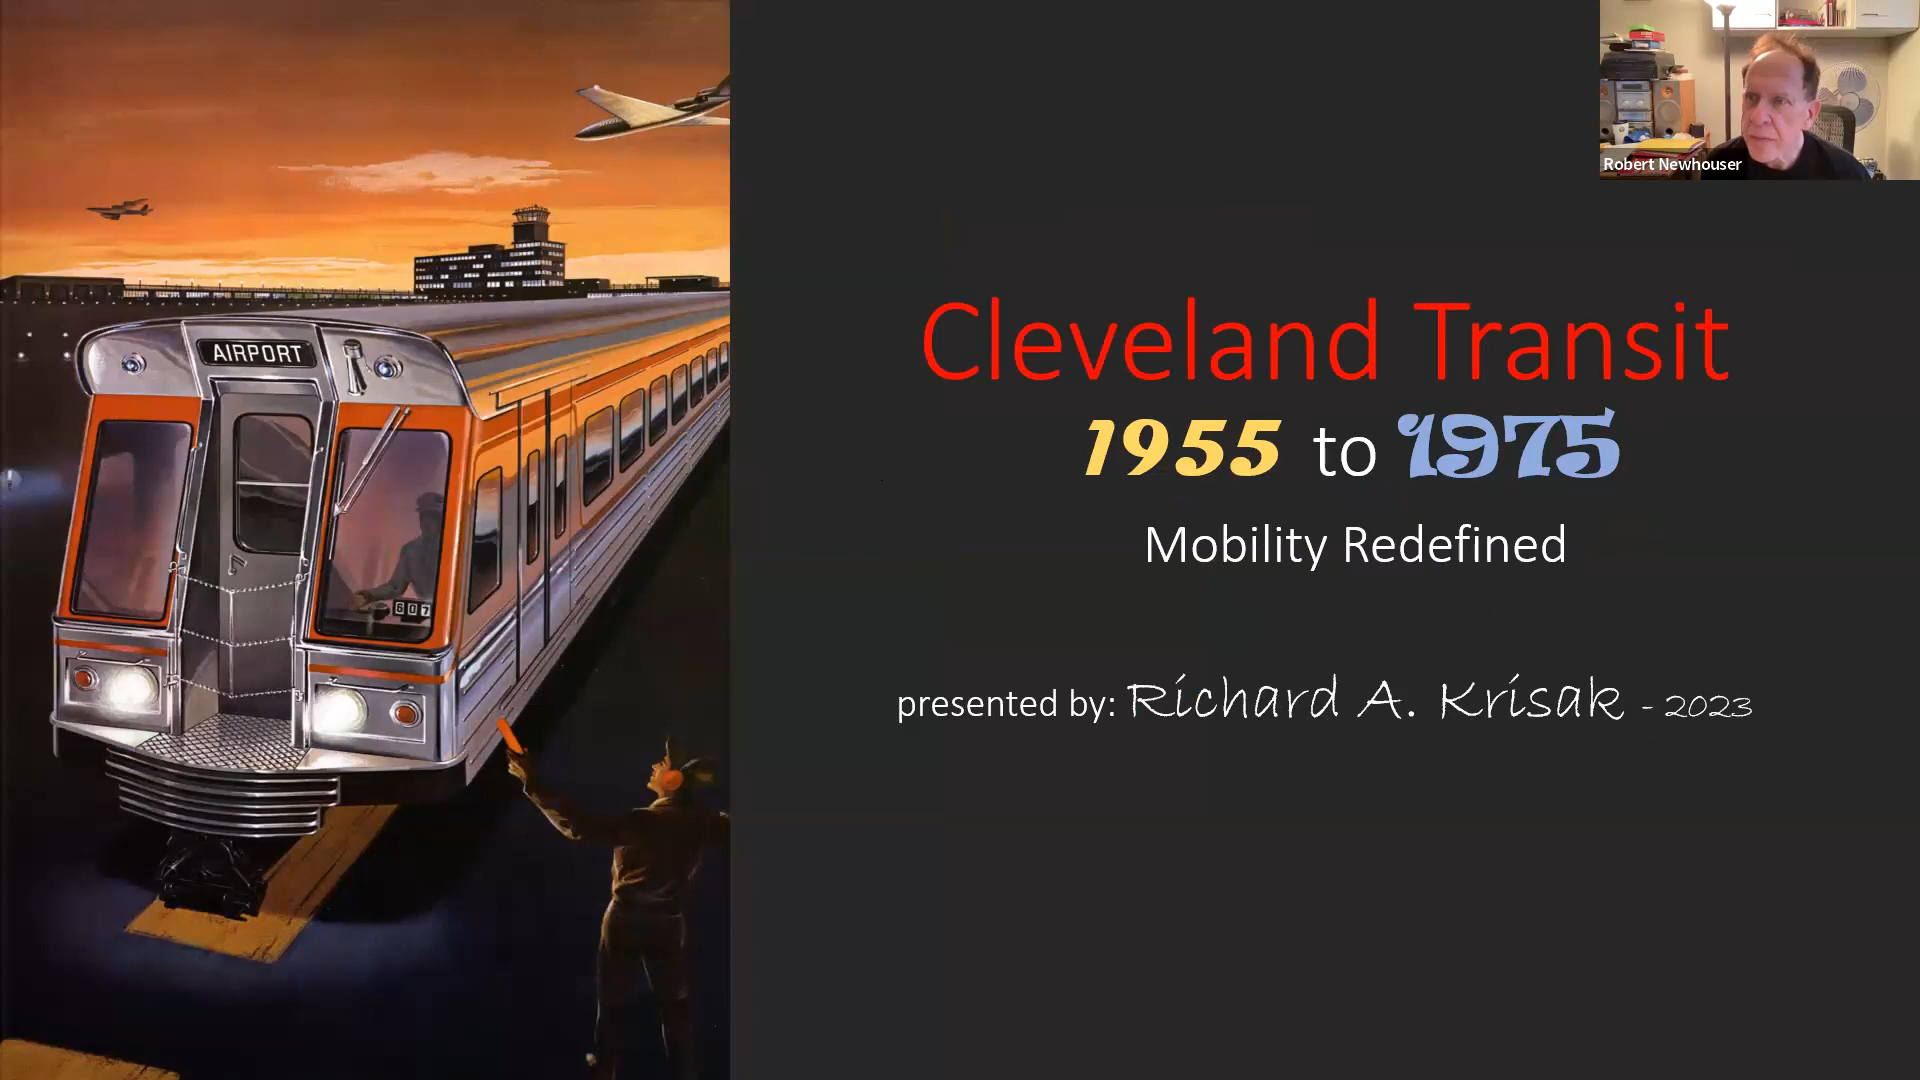 Robert Newhouser
AIRPORT
607
Cleveland Transit
1955 to 1975
Mobility Redefined
presented by: Richard A. Krisak - 2023